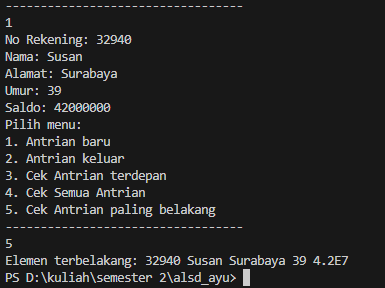 ----------------------------------
1
No Rekening: 32940
Nama: Susan
Alamat: Surabaya
Umur: 39
Saldo: 42000000
Pilih menu:
1. Antrian baru
2. Antrian keluar
3. Cek Antrian terdepan
4. Cek Semua Antrian
5. Cek Antrian paling belakang
----------------------------------
5
Elemen terbelakang: 32940 Susan Surabaya 39 4.2E7
PS D:\kuliah\semester 2\alsd_ayu>